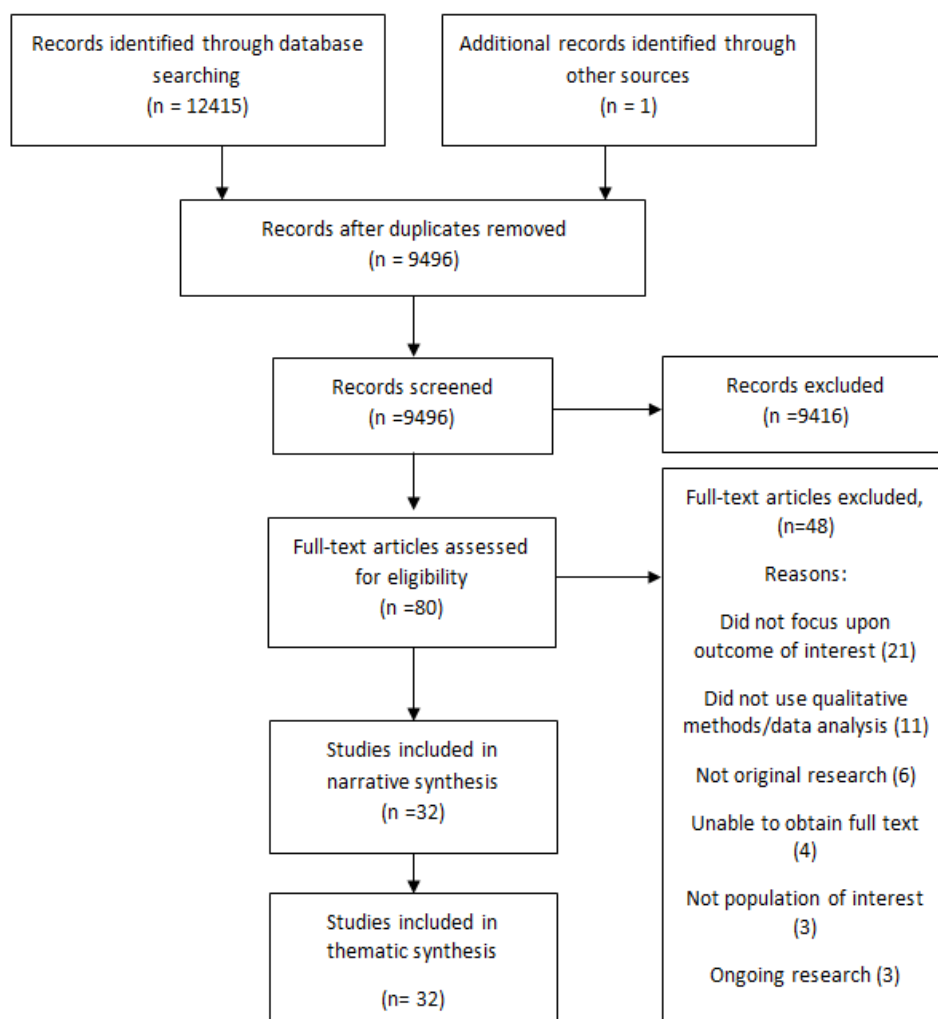 Records identified through database
searching
(n = 12415)
Additional records identified through
other sources
(n = 1)
Records after duplicates removed
(n = 9496)
Records screened
(n =9496)
Records excluded
(n =9416)
Full-text articles assessed
for eligibility
(n =80)
Full-text articles excluded,
(n=48)
Reasons:
Did not focus upon
outcome of interest (21)
Did not use qualitative
methods/data analysis (11)
Not original research (6)
Unable to obtain full text
(4)
Not population of interest
(3)
Ongoing research (3)
Studies included in
narrative synthesis
(n =32)
Studies included in
thematic synthesis
(n= 32)